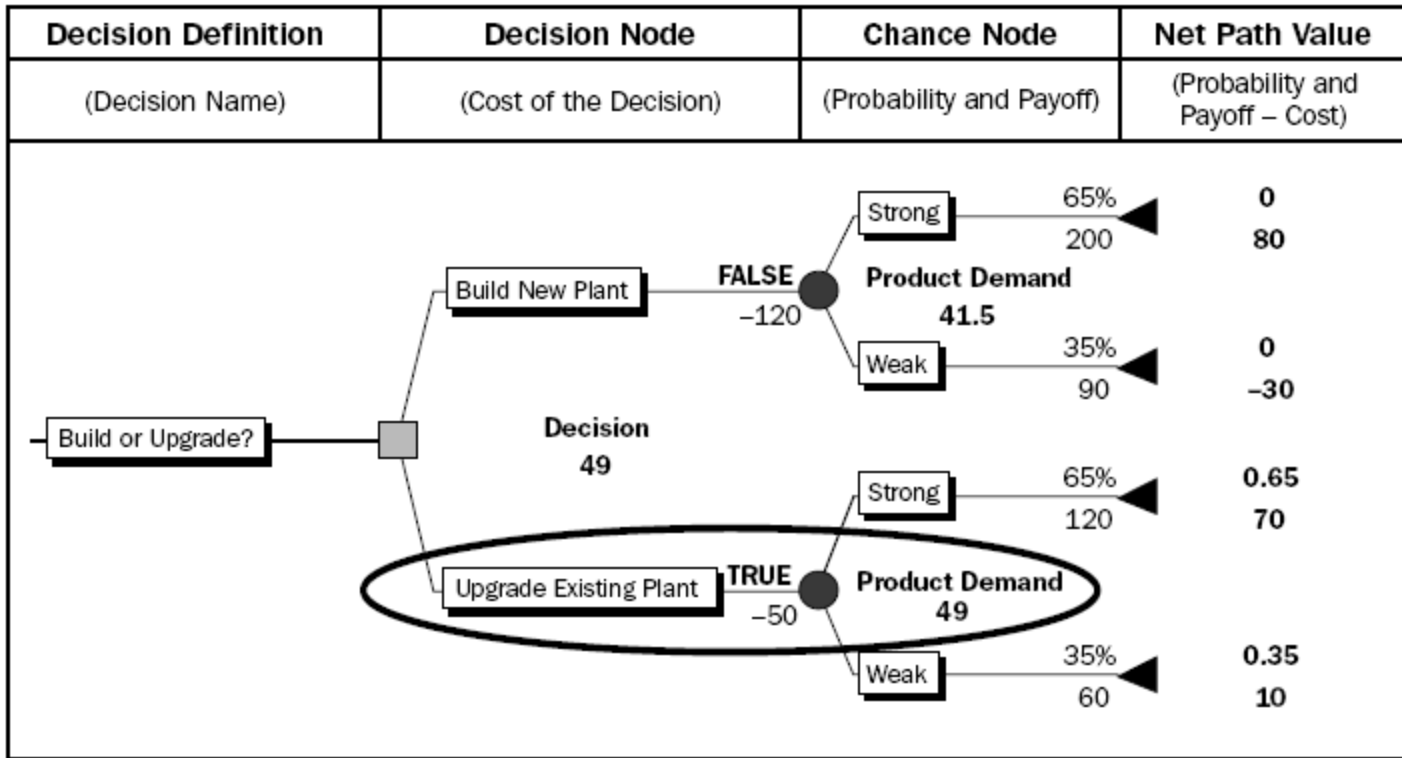 Decision Definition
Decision Node
Chance Node
Net Path Value
(Decision Name)
(Cost of the Decision)
(Probability and Payoff)
(Probability and
Payoff – Cost)
Strong
65%
200
0
80
Build New Plant
FALSE
–120
Product Demand
41.5
Weak
35%
90
0
–30
Build or Upgrade?
Decision
49
Strong
65%
120
0.65
70
Upgrade Existing Plant
TRUE
–50
Product Demand
49
Weak
35%
60
0.35
10